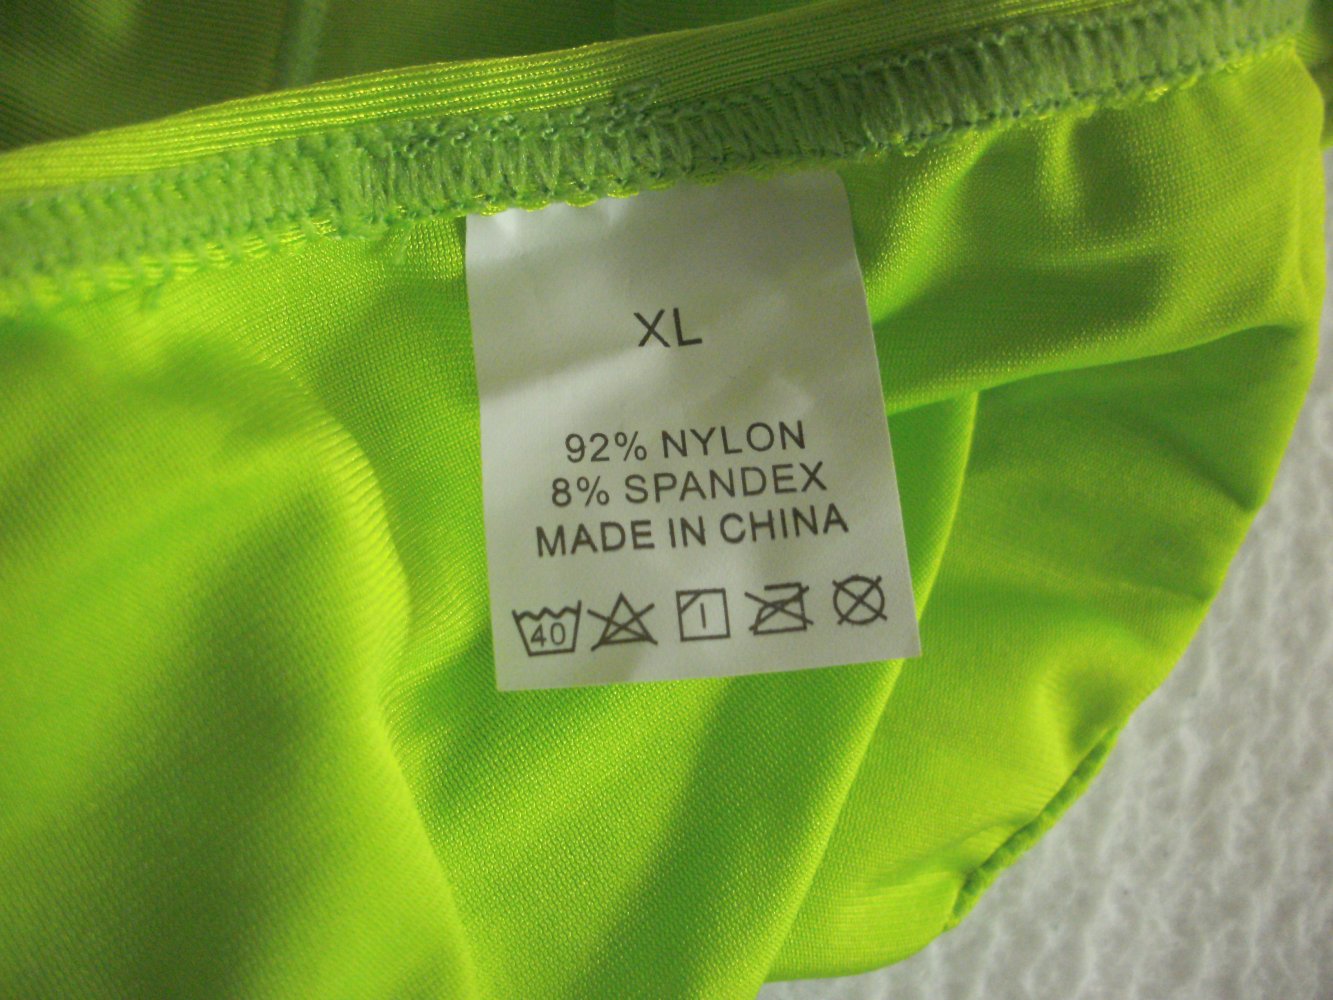 XL
92% NYLON
8% SPANDEX
MADE IN CHINA
40